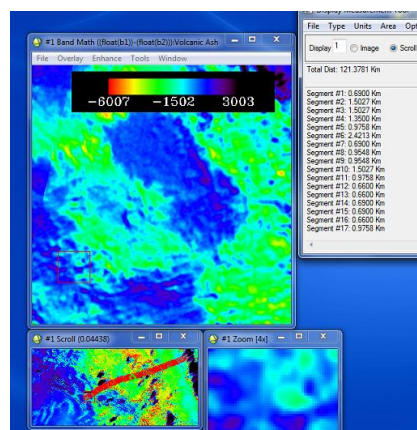 #1 Band Math ((float(b1))-(float(b2))):Volcanic Ash
File Overlay Enhance Tools Window
-6007 -1502 3003
File Type Units Area Opt
Display 1 Image Scroll
Total Dist: 121.3781 Km
Segment #1: 0.6900 Km
Segment #2: 1.5027 Km
Segment #3: 1.5027 Km
Segment #4: 1.3500 Km
Segment #5: 0.9758 Km
Segment #6: 2.4213 Km
Segment #7: 0.6900 Km
Segment #8: 0.9548 Km
Segment #9: 0.9548 Km
Segment #10: 1.5027 Km
Segment #11: 0.9758 Km
Segment #12: 0.6600 Km
Segment #13: 0.6600 Km
Segment #14: 0.6900 Km
Segment #15: 0.6900 Km
Segment #16: 0.6600 Km
Segment #17: 0.9758 Km
#1 Scroll (0.04438)
#1 Zoom [4x]